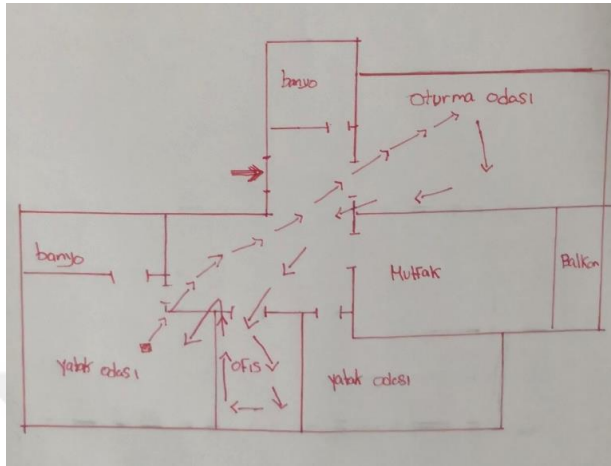 banyo
oturma odası
banyo
Mutfak
Balkon
yatak odası
ofis
yatak odası